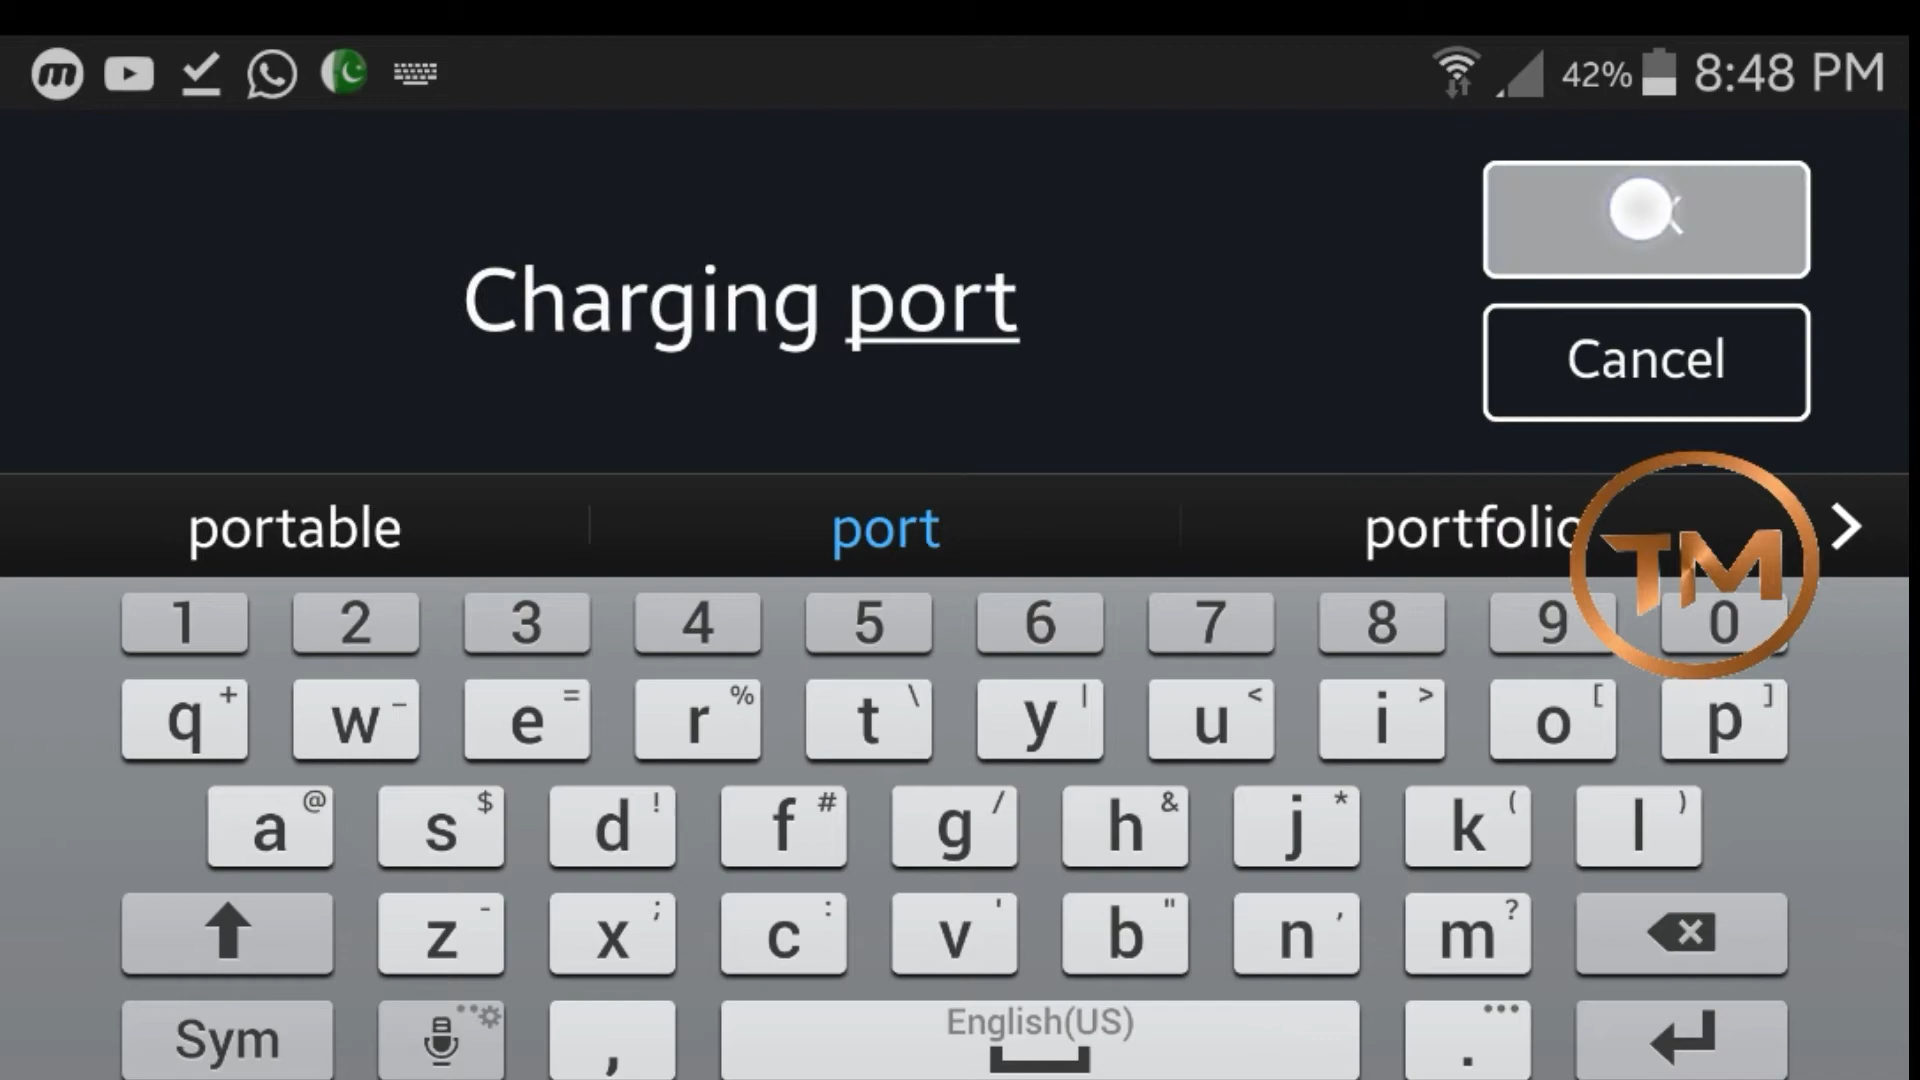 42% 8:48 PM
Charging port
Cancel
portable port portfolio
TM
1 2 3 4 5 6 7 8 9 0
q + w _ e = r % t \ y | u < i > o [ p ]
a @ s $ d ! f # g / h & j * k ( l )
z - x ; c : v ' b " n , m ?
Sym , English(US) .